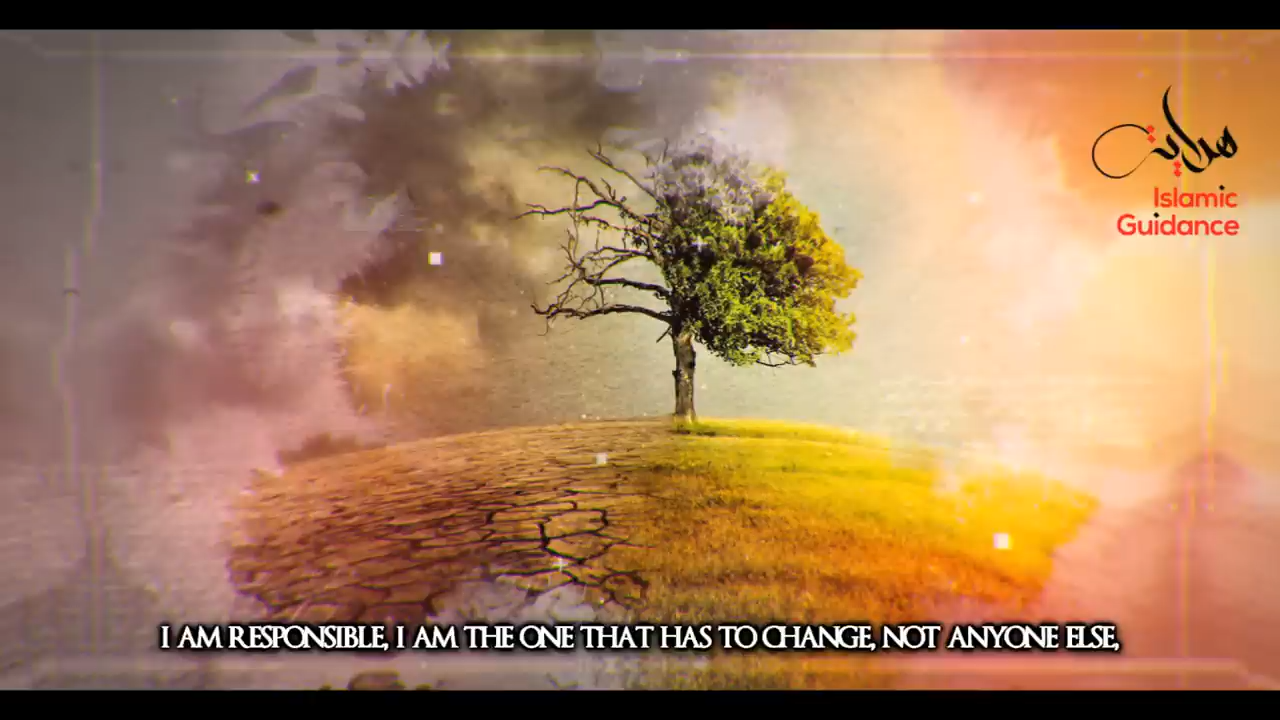 هداية
Islamic
Guidance
I AM RESPONSIBLE, I AM THE ONE THAT HAS TO CHANGE, NOT ANYONE ELSE,